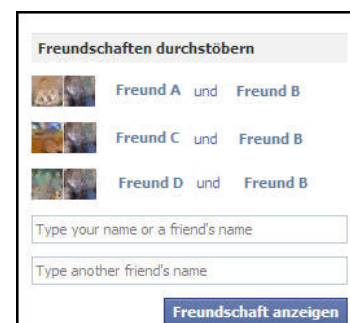 Freundschaften durchstöbern
Freund A und Freund B
Freund C und Freund B
Freund D und Freund B
Type your name or a friend's name
Type another friend's name
Freundschaft anzeigen